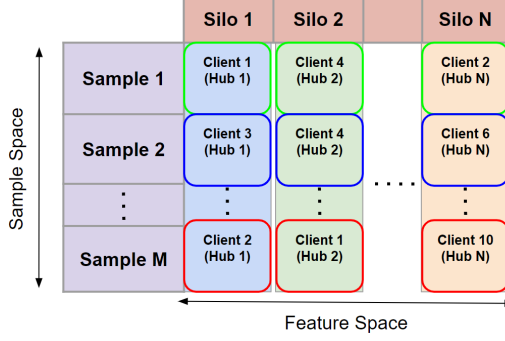 Silo 1 Silo 2 Silo N
Sample 1
Client 1
(Hub 1)
Client 4
(Hub 2)
Client 2
(Hub N)
Sample 2
Client 3
(Hub 1)
Client 4
(Hub 2)
Client 6
(Hub N)
Sample M
Client 2
(Hub 1)
Client 1
(Hub 2)
Client 10
(Hub N)
Sample Space
Feature Space